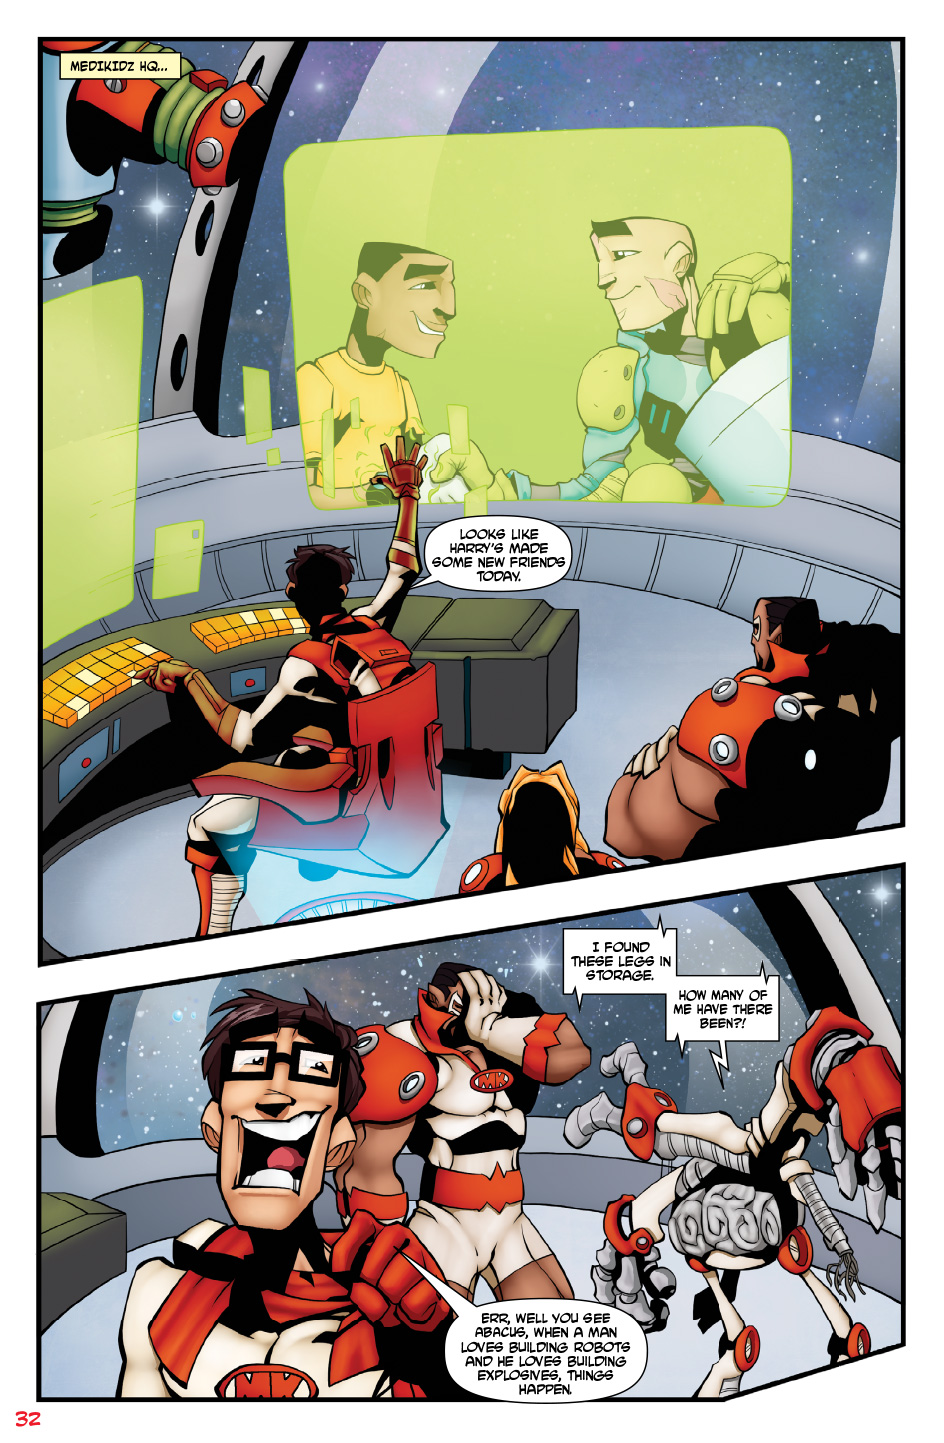 MEDIKIDZ HQ...
LOOKS LIKE
HARRY'S MADE
SOME NEW FRIENDS
TODAY.
I FOUND
THESE LEGS IN
STORAGE.
HOW MANY OF
ME HAVE THERE
BEEN?!
MK
ERR, WELL YOU SEE
ABACUS, WHEN A MAN
LOVES BUILDING ROBOTS
AND HE LOVES BUILDING
EXPLOSIVES, THINGS
HAPPEN.
MK
32